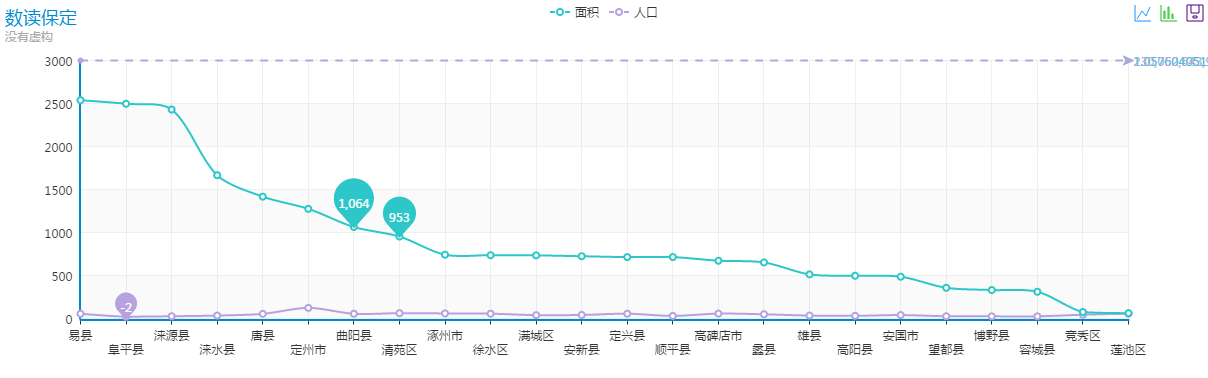 数读保定
没有虚构
面积 人口
3000
2500
2000
1500
1000
500
0
1,064
953
-2
易县
阜平县
涞源县
涞水县
唐县
定州市
曲阳县
清苑区
涿州市
徐水区
满城区
安新县
定兴县
顺平县
高碑店市
蠡县
雄县
高阳县
安国市
望都县
博野县
容城县
竞秀区
莲池区